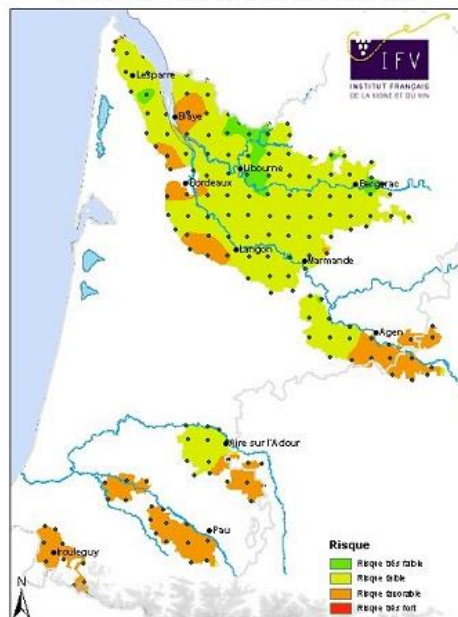 IFV
INSTITUT FRANÇAIS
DE LA VIGNE ET DU VIN
Lesparre
Blaye
Libourne
Bordeaux
Bergerac
Langon
Marmande
Agen
Aire sur l'Adour
Pau
Irouleguy
N
Risque
Risque très faible
Risque faible
Risque favorable
Risque très fort